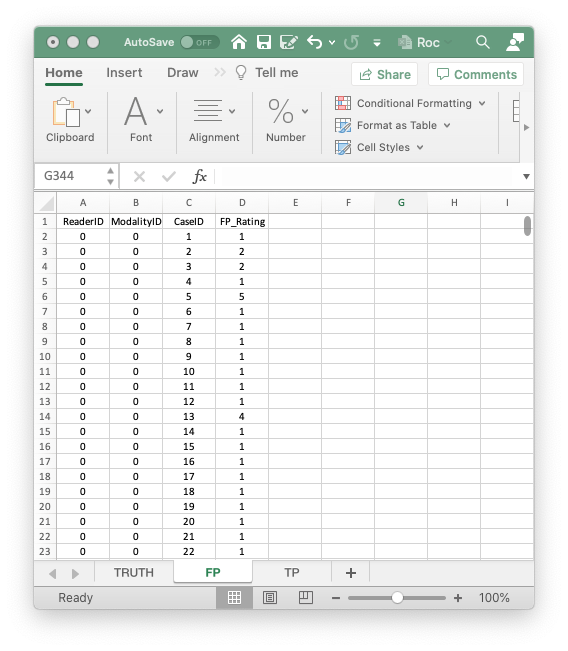 AutoSave OFF Roc
Home Insert Draw >> Tell me Share Comments
Clipboard Font Alignment Number Conditional Formatting Format as Table Cell Styles
G344 fx
A B C D E F G H I
1 ReaderID ModalityID CaseID FP_Rating
2 0 0 1 1
3 0 0 2 2
4 0 0 3 2
5 0 0 4 1
6 0 0 5 5
7 0 0 6 1
8 0 0 7 1
9 0 0 8 1
10 0 0 9 1
11 0 0 10 1
12 0 0 11 1
13 0 0 12 1
14 0 0 13 4
15 0 0 14 1
16 0 0 15 1
17 0 0 16 1
18 0 0 17 1
19 0 0 18 1
20 0 0 19 1
21 0 0 20 1
22 0 0 21 1
23 0 0 22 1
TRUTH FP TP +
Ready − + 100%